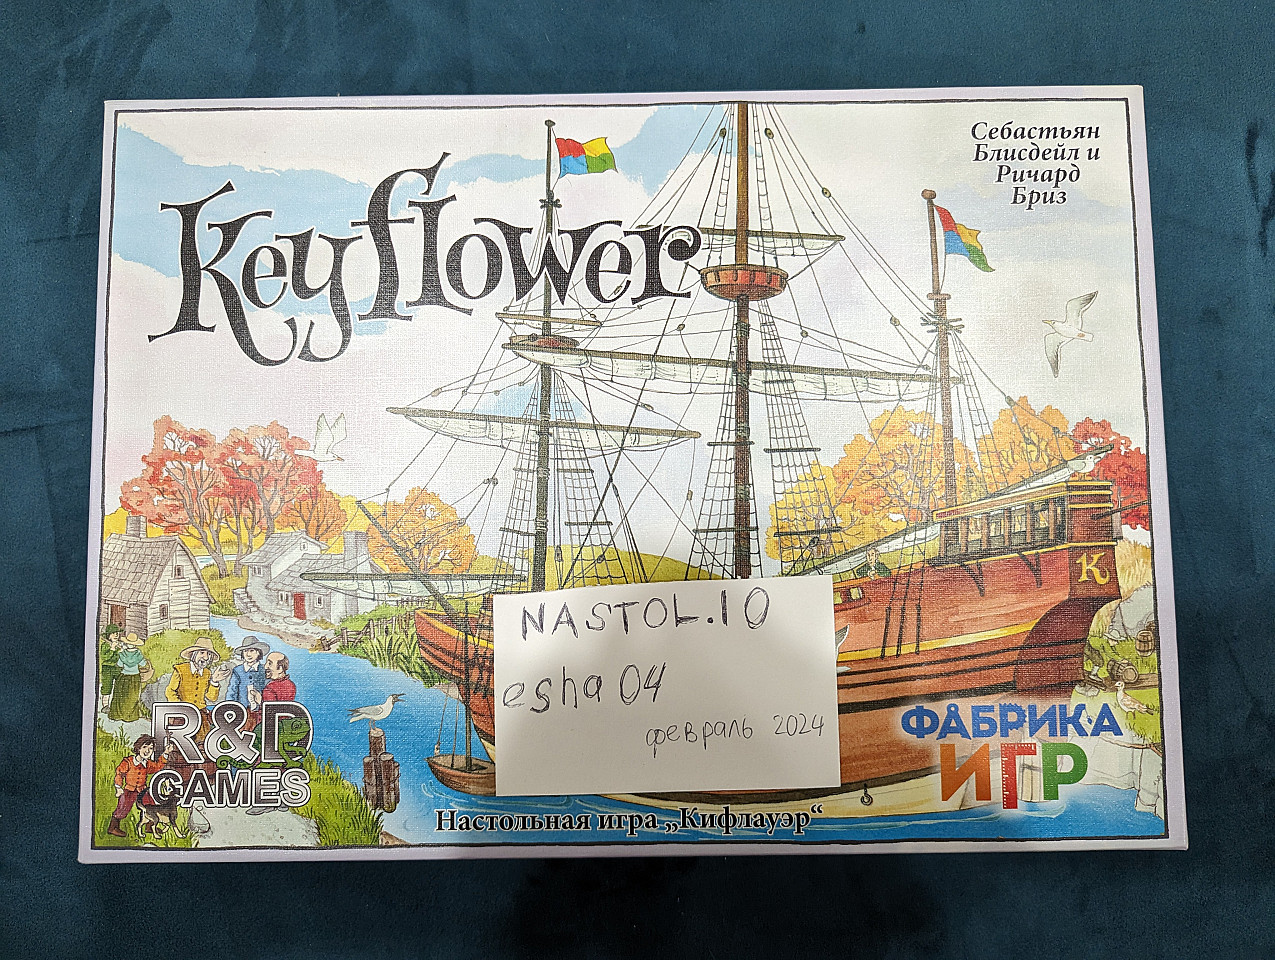 Себастьян
Блисдейл и
Ричард
Бриз
Keyflower
K
NASTOL.IO
esha04
февраль 2024
R&D
GAMES
ФАБРИКА
ИГР
Настольная игра „Кифлауэр“